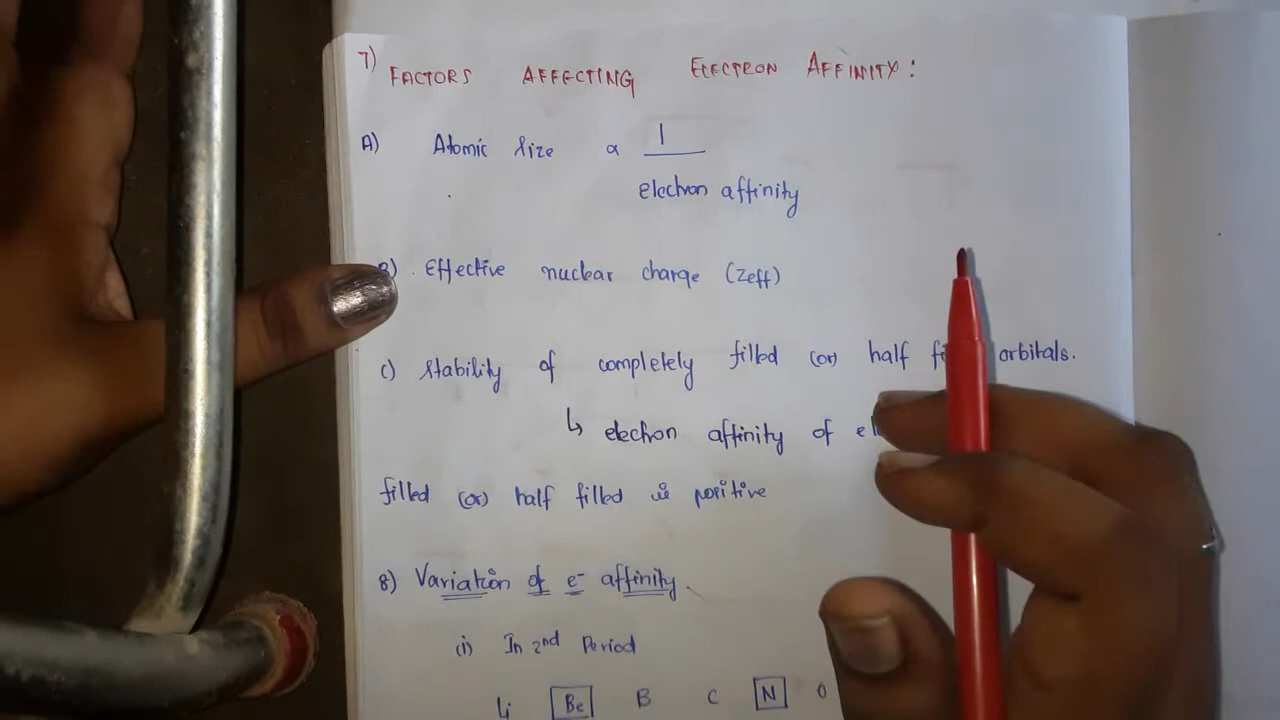 7) FACTORS AFFECTING ELECTRON AFFINITY:
A) Atomic size α 1
electron affinity
B) Effective nuclear charge (Zeff)
c) stability of completely filled (or) half orbitals.
↳ electron affinity of
filled (or) half filled is positive
8) Variation of e⁻ affinity.
(i) In 2nd Period
Li Be B C N O